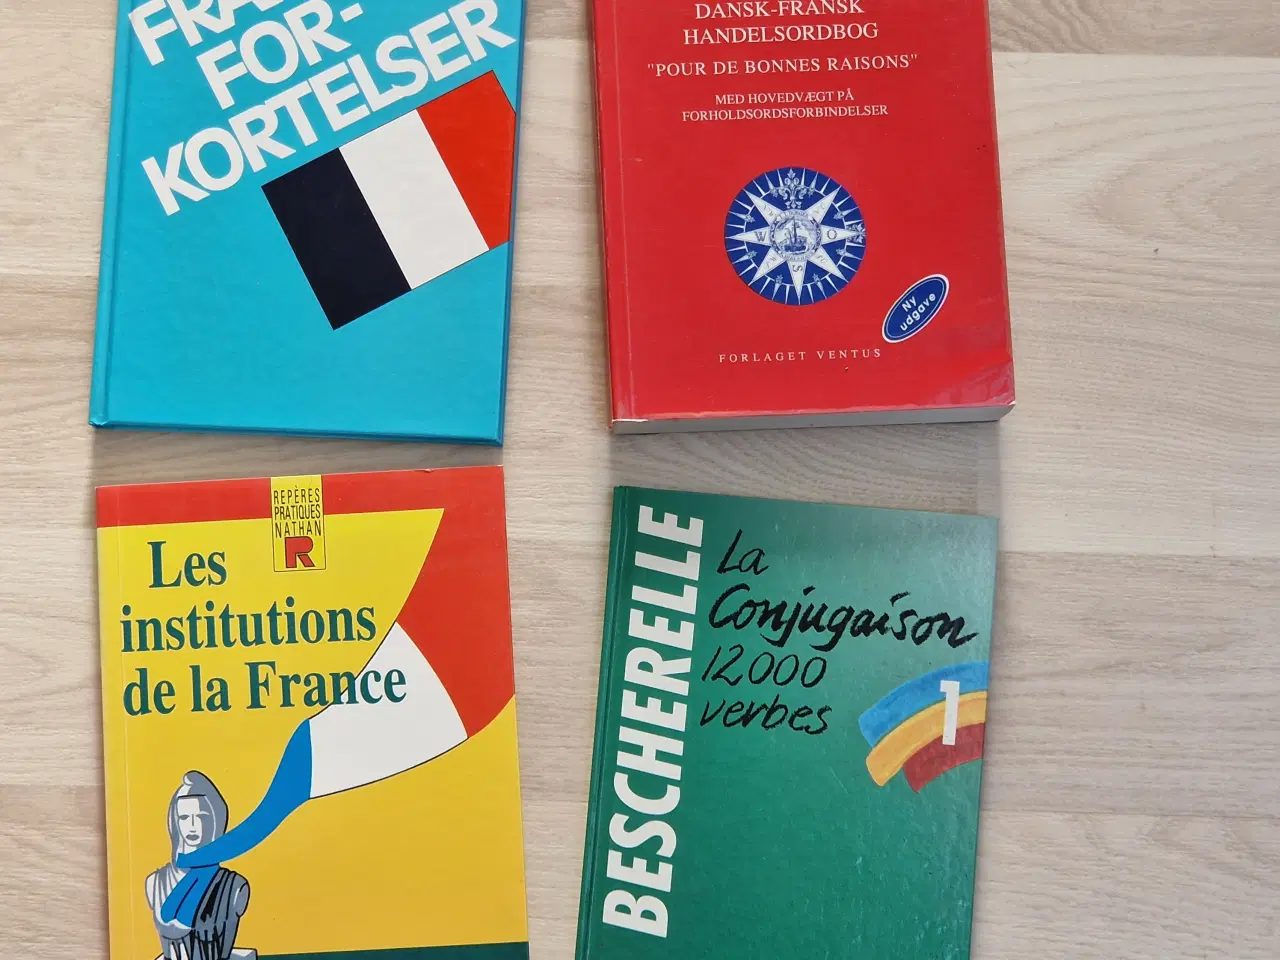 FOR-
KORTELSER
DANSK-FRANSK
HANDELSORDBOG
"POUR DE BONNES RAISONS"
MED HOVEDVÆGT PÅ
FORHOLDSORDSFORBINDELSER
W O
S
Ny
udgave
FORLAGET VENTUS
REPÈRES
PRATIQUES
NATHAN
R
Les
institutions
de la France
BESCHERELLE
La
Conjugaison
12000
verbes
1